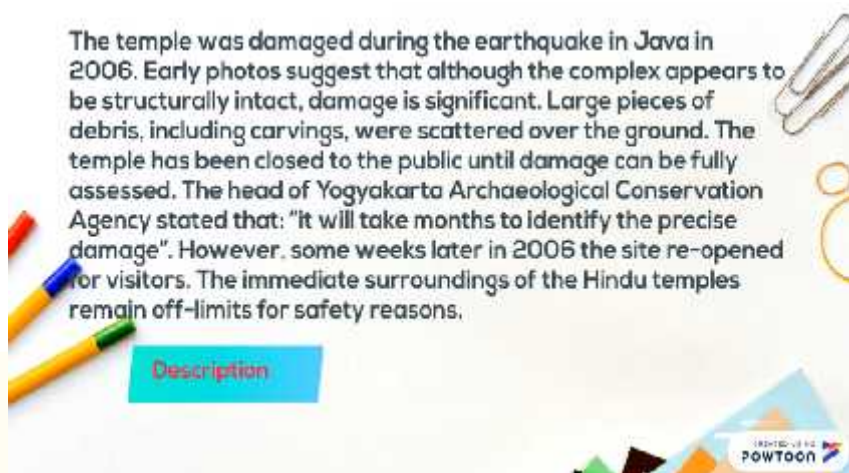 The temple was damaged during the earthquake in Java in
2006. Early photos suggest that although the complex appears to
be structurally intact, damage is significant. Large pieces of
debris, including carvings, were scattered over the ground. The
temple has been closed to the public until damage can be fully
assessed. The head of Yogyakarta Archaeological Conservation
Agency stated that: "it will take months to identify the precise
damage". However, some weeks later in 2006 the site re-opened
for visitors. The immediate surroundings of the Hindu temples
remain off-limits for safety reasons.
Description
POWTOON